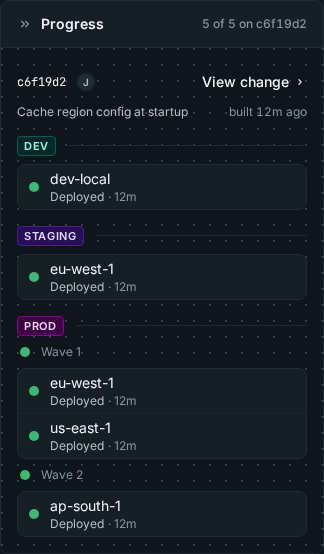 » Progress 5 of 5 on c6f19d2
c6f19d2 J View change ›
Cache region config at startup · built 12m ago
DEV
dev-local
Deployed · 12m
STAGING
eu-west-1
Deployed · 12m
PROD
Wave 1
eu-west-1
Deployed · 12m
us-east-1
Deployed · 12m
Wave 2
ap-south-1
Deployed · 12m